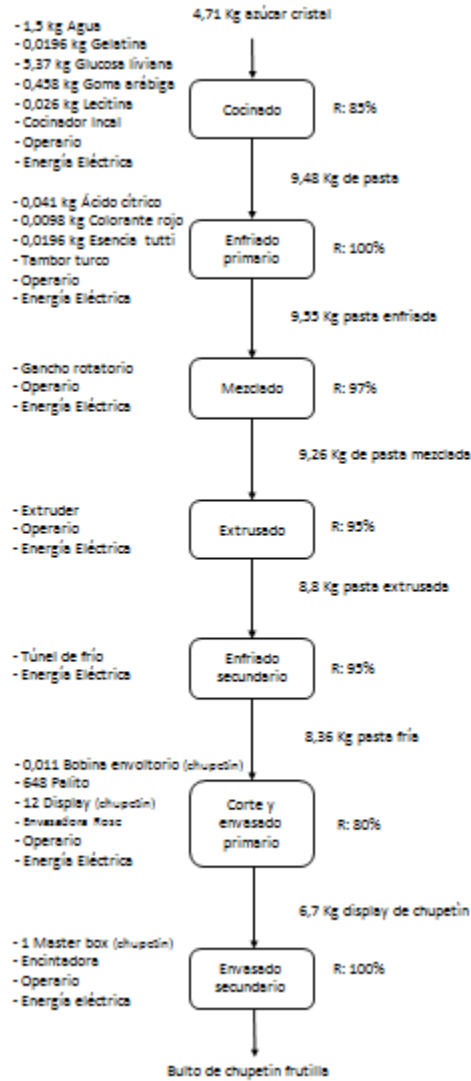 4,71 Kg azúcar cristal
- 1,5 kg Agua
- 0,0196 kg Gelatina
- 5,37 kg Glucosa liviana
- 0,458 kg Goma arábiga
- 0,026 kg Lecitina
- Cocinador Incal
- Operario
- Energía Eléctrica
Cocinado
R: 85%
9,48 Kg de pasta
- 0,041 kg Ácido cítrico
- 0,0098 kg Colorante rojo
- 0,0196 kg Esencia tutti
- Tambor turco
- Operario
- Energía Eléctrica
Enfriado
primario
R: 100%
9,55 Kg pasta enfriada
- Gancho rotatorio
- Operario
- Energía Eléctrica
Mezclado
R: 97%
9,26 Kg de pasta mezclada
- Extruder
- Operario
- Energía Eléctrica
Extrusado
R: 95%
8,8 Kg pasta extrusada
- Túnel de frío
- Energía Eléctrica
Enfriado
secundario
R: 95%
8,36 Kg pasta fría
- 0,011 Bobina envoltorio (chupetín)
- 648 Palito
- 12 Display (chupetín)
- Envasadora Rose
- Operario
- Energía Eléctrica
Corte y
envasado
primario
R: 80%
6,7 Kg display de chupetín
- 1 Master box (chupetín)
- Encintadora
- Operario
- Energía eléctrica
Envasado
secundario
R: 100%
Bulto de chupetín frutilla